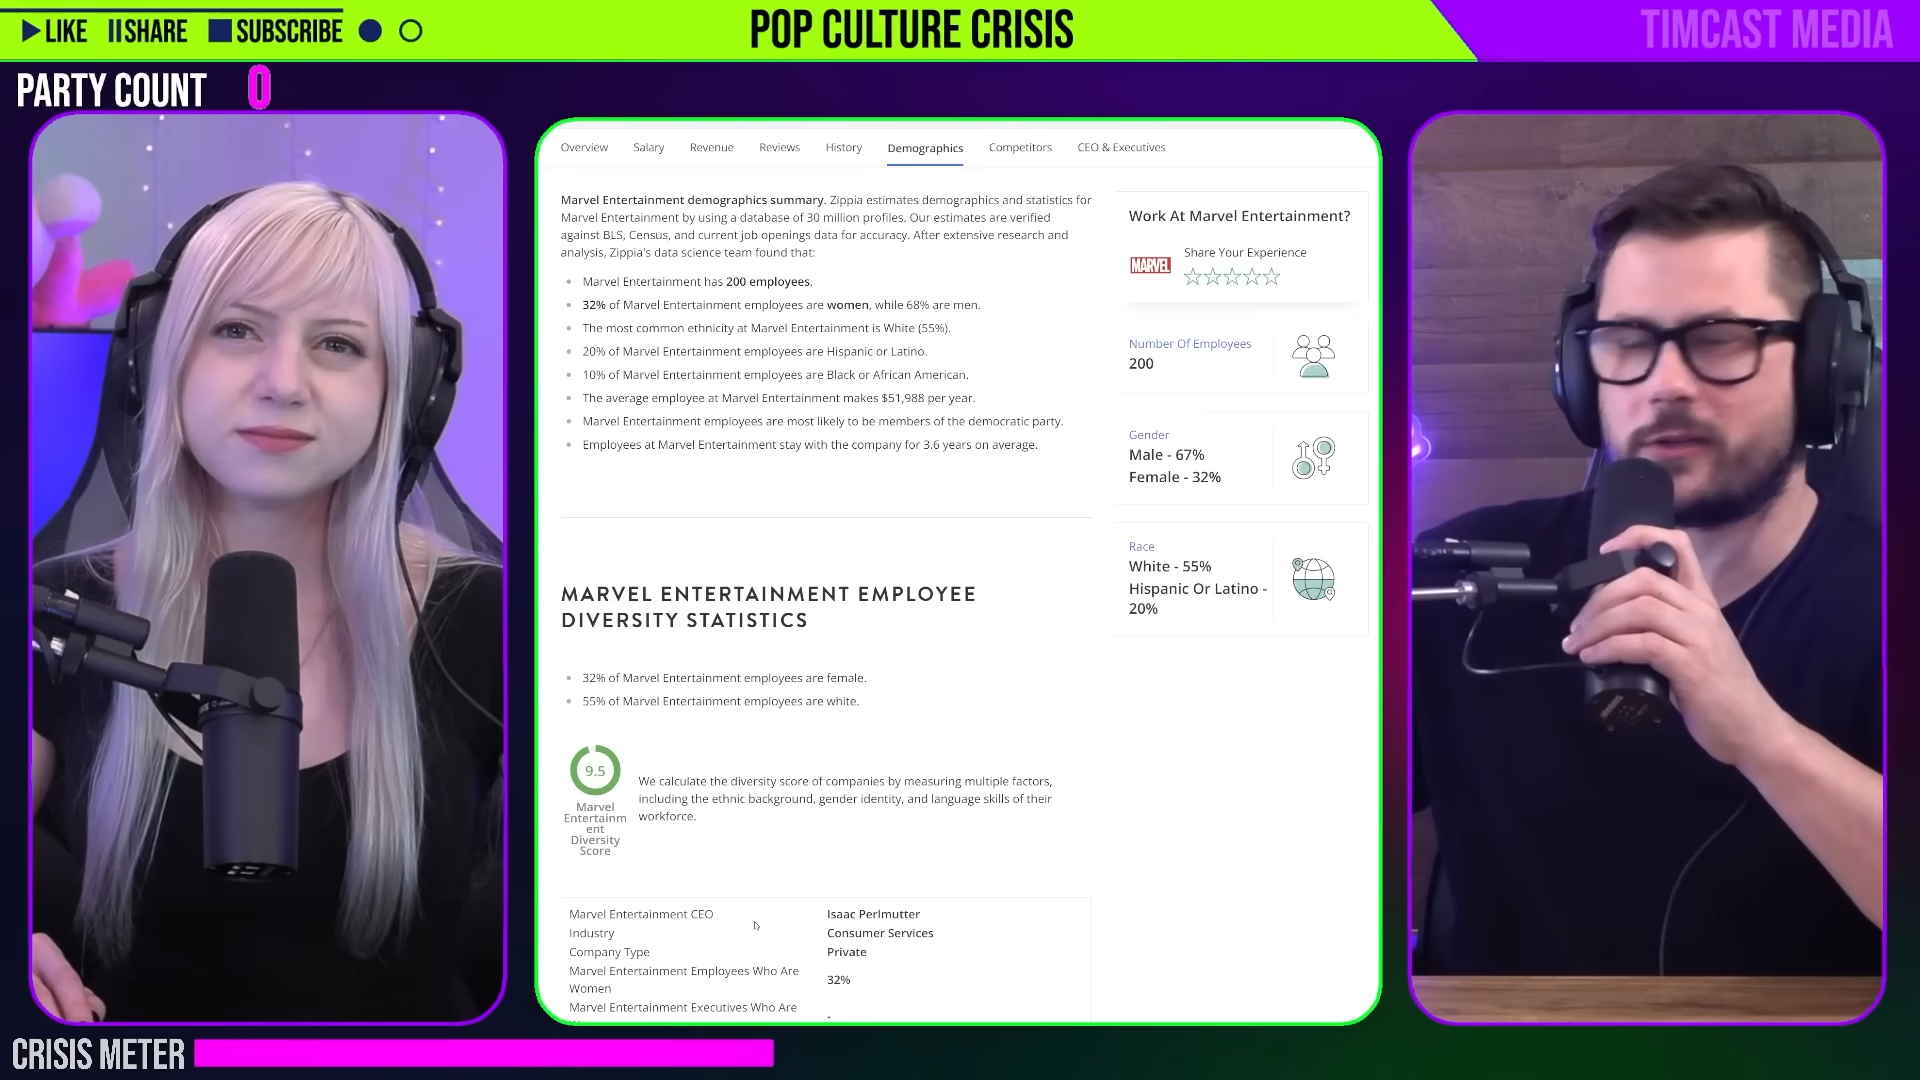 LIKE SHARE SUBSCRIBE
POP CULTURE CRISIS
TIMCAST MEDIA
PARTY COUNT 0
Overview Salary Revenue Reviews History Demographics Competitors CEO & Executives
Marvel Entertainment demographics summary. Zippia estimates demographics and statistics for
Marvel Entertainment by using a database of 30 million profiles. Our estimates are verified
against BLS, Census, and current job openings data for accuracy. After extensive research and
analysis, Zippia's data science team found that:
Marvel Entertainment has 200 employees.
32% of Marvel Entertainment employees are women, while 68% are men.
The most common ethnicity at Marvel Entertainment is White (55%).
20% of Marvel Entertainment employees are Hispanic or Latino.
10% of Marvel Entertainment employees are Black or African American.
The average employee at Marvel Entertainment makes $51,988 per year.
Marvel Entertainment employees are most likely to be members of the democratic party.
Employees at Marvel Entertainment stay with the company for 3.6 years on average.
MARVEL ENTERTAINMENT EMPLOYEE
DIVERSITY STATISTICS
32% of Marvel Entertainment employees are female.
55% of Marvel Entertainment employees are white.
9.5
Marvel
Entertainm
ent
Diversity
Score
We calculate the diversity score of companies by measuring multiple factors,
including the ethnic background, gender identity, and language skills of their
workforce.
Marvel Entertainment CEO Isaac Perlmutter
Industry Consumer Services
Company Type Private
Marvel Entertainment Employees Who Are
Women 32%
Marvel Entertainment Executives Who Are
-
Work At Marvel Entertainment?
MARVEL
Share Your Experience
Number Of Employees
200
Gender
Male - 67%
Female - 32%
Race
White - 55%
Hispanic Or Latino -
20%
CRISIS METER